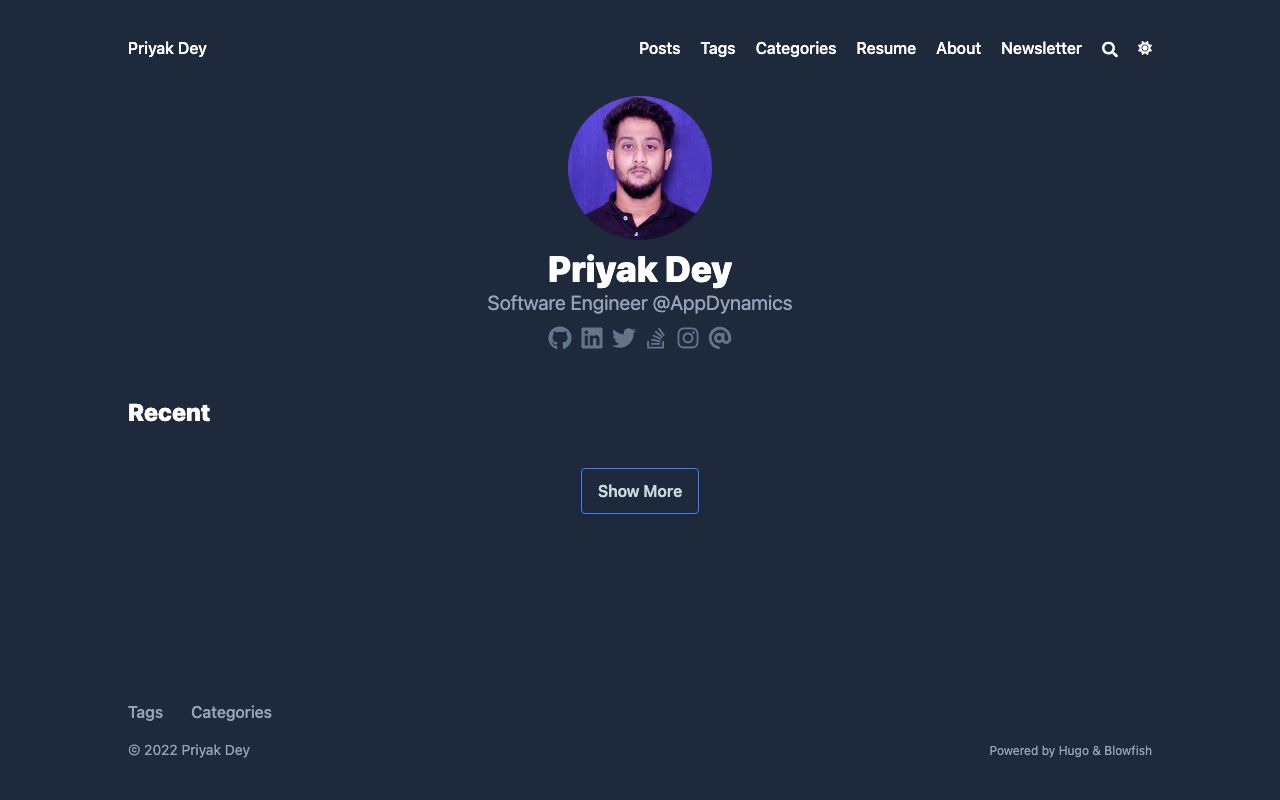 Priyak Dey
Posts Tags Categories Resume About Newsletter
Priyak Dey
Software Engineer @AppDynamics
Recent
Show More
Tags Categories
© 2022 Priyak Dey
Powered by Hugo & Blowfish